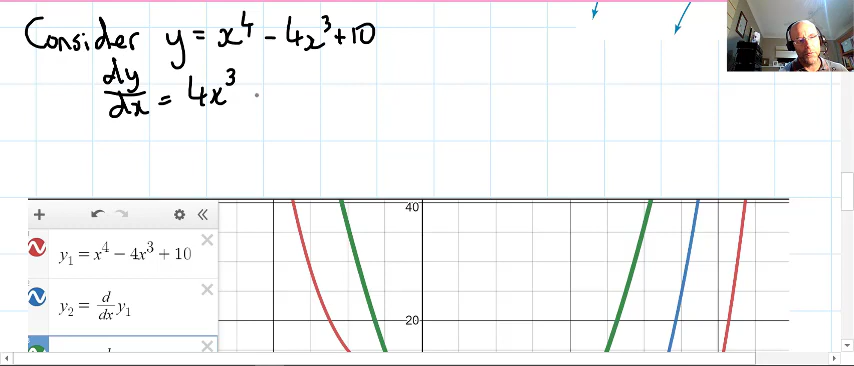 Consider y = x⁴ - 4x³ + 10
dy/dx = 4x³
40
y₁ = x⁴ − 4x³ + 10
y₂ = d/dx y₁
20
d